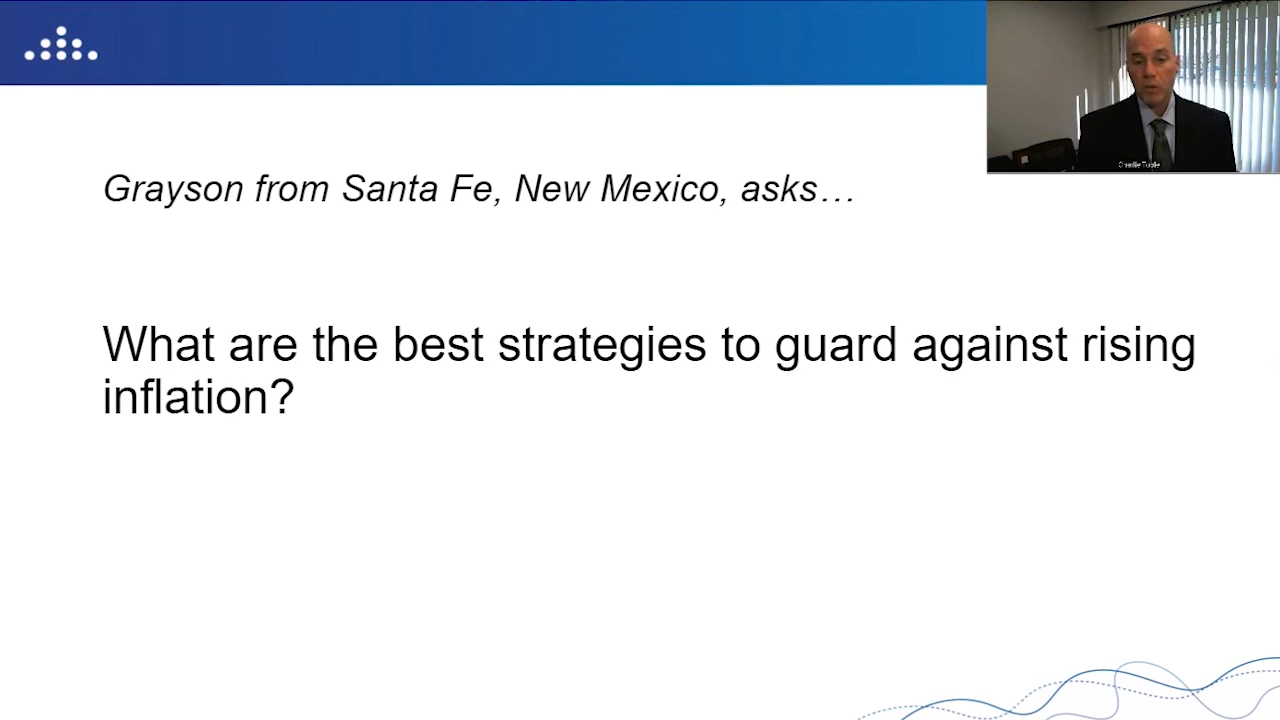 Grayson from Santa Fe, New Mexico, asks…
What are the best strategies to guard against rising
inflation?